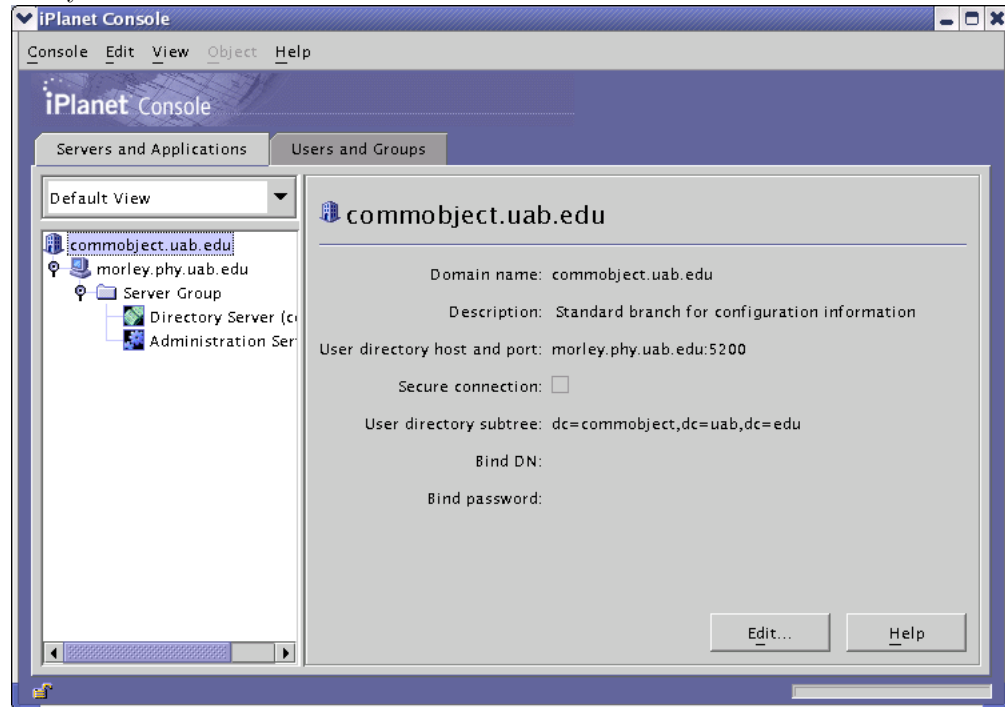 iPlanet Console
Console Edit View Object Help
iPlanet Console
Servers and Applications
Users and Groups
Default View
commobject.uab.edu
morley.phy.uab.edu
Server Group
Directory Server (c
Administration Ser
commobject.uab.edu
Domain name: commobject.uab.edu
Description: Standard branch for configuration information
User directory host and port: morley.phy.uab.edu:5200
Secure connection:
User directory subtree: dc=commobject,dc=uab,dc=edu
Bind DN:
Bind password:
Edit...
Help